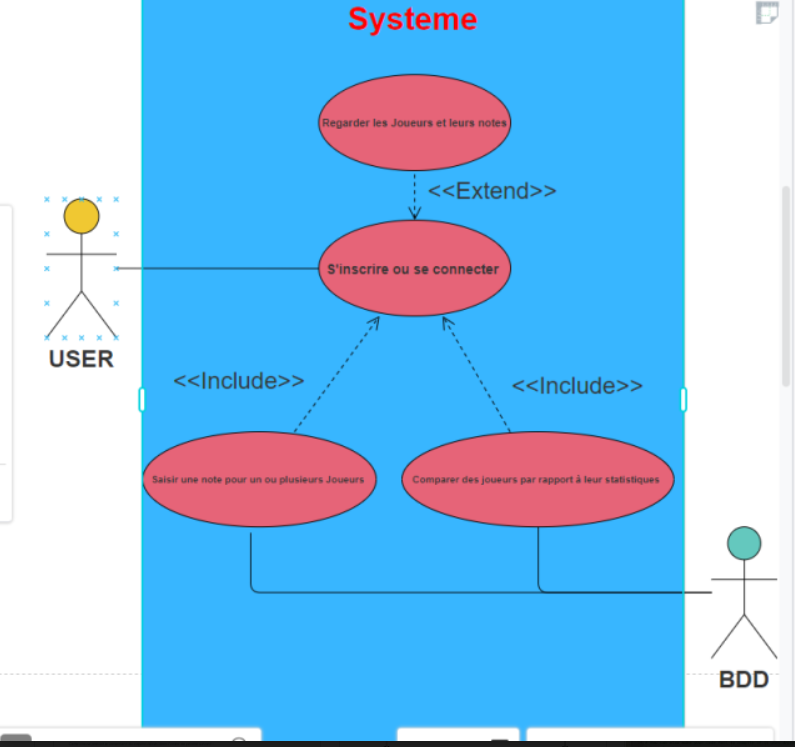 Systeme
Regarder les Joueurs et leurs notes
<<Extend>>
S'inscrire ou se connecter
USER
<<Include>>
<<Include>>
Saisir une note pour un ou plusieurs Joueurs
Comparer des joueurs par rapport à leur statistiques
BDD